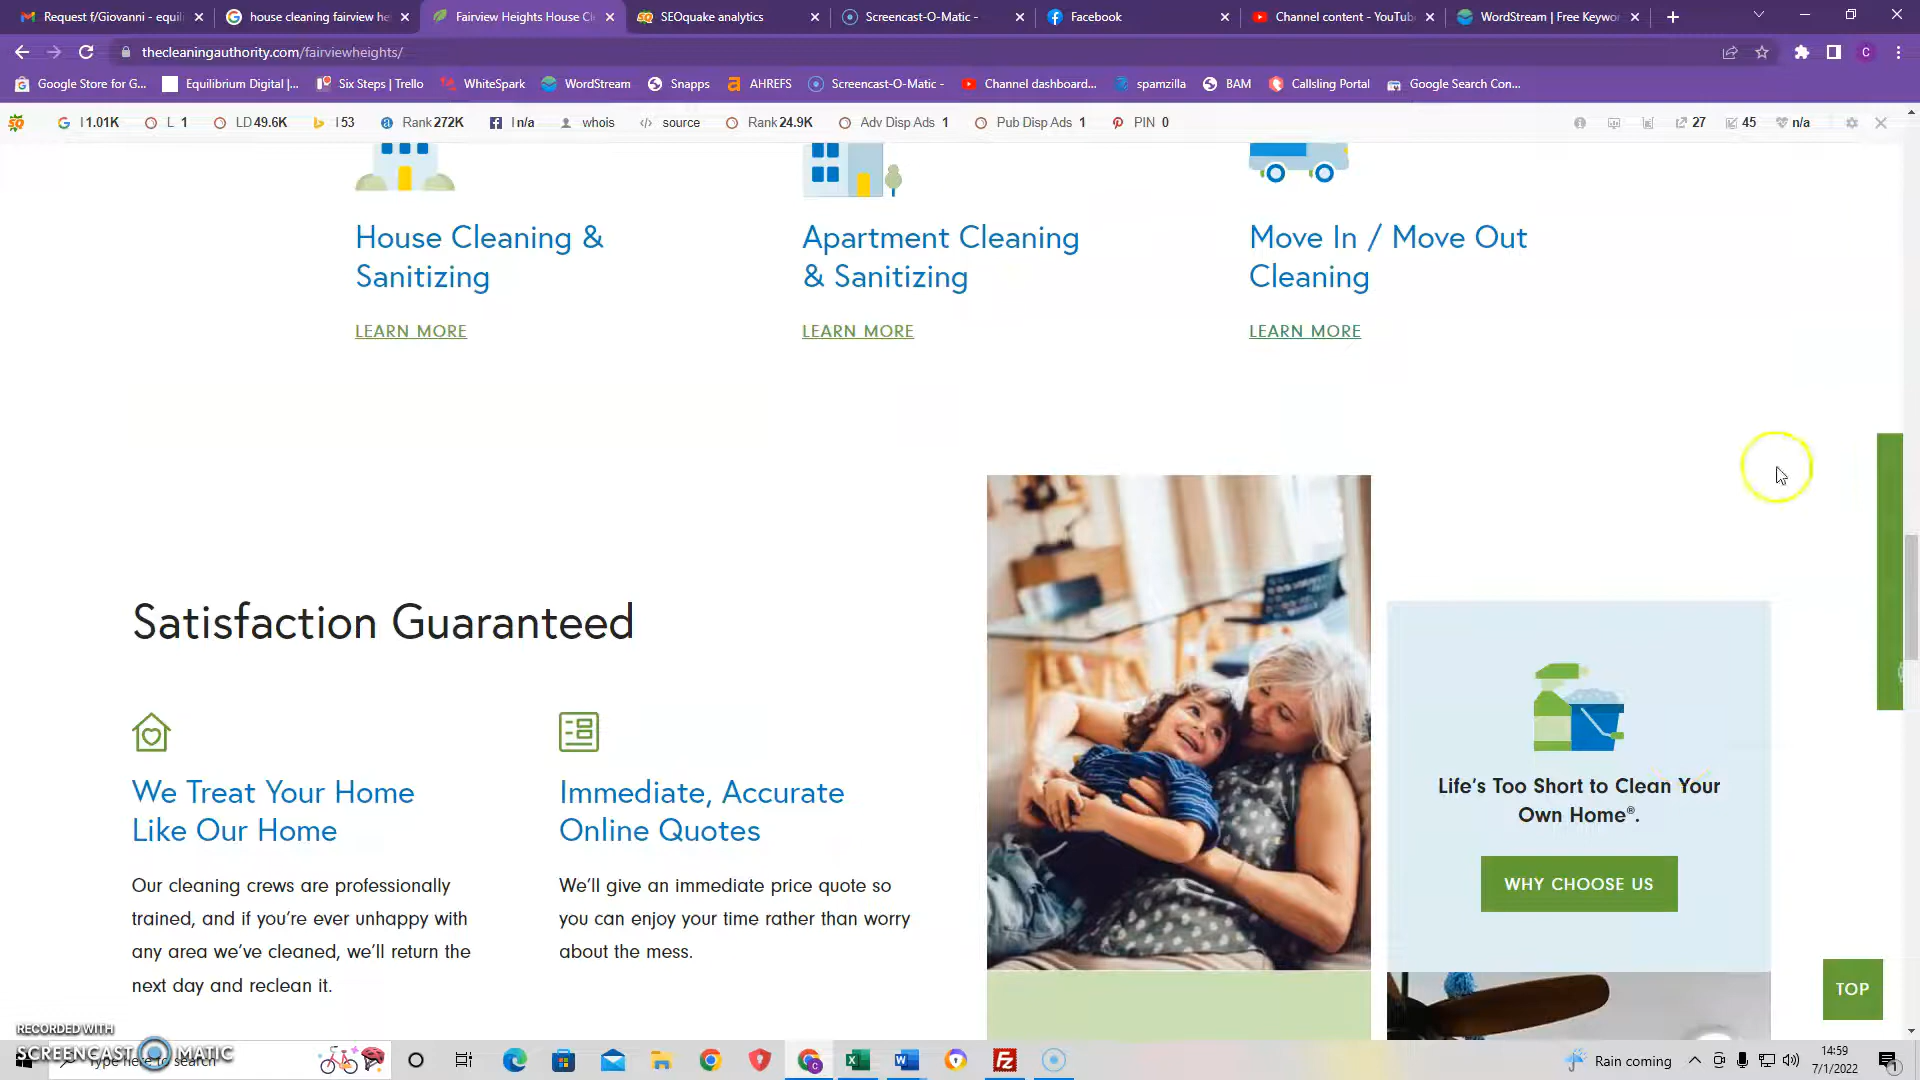 Request f/Giovanni - equil
house cleaning fairview he
Fairview Heights House Cl
SEOquake analytics
Screencast-O-Matic -
Facebook
Channel content - YouTub
WordStream | Free Keywor
thecleaningauthority.com/fairviewheights/
C
Google Store for G...
Equilibrium Digital |...
Six Steps | Trello
WhiteSpark
WordStream
Snapps
AHREFS
Screencast-O-Matic -
Channel dashboard...
spamzilla
BAM
Callsling Portal
Google Search Con...
I 1.01K
L 1
LD 49.6K
I 53
Rank 272K
I n/a
whois
source
Rank 24.9K
Adv Disp Ads 1
Pub Disp Ads 1
PIN 0
27
45
n/a
House Cleaning &
Sanitizing
LEARN MORE
Apartment Cleaning
& Sanitizing
LEARN MORE
Move In / Move Out
Cleaning
LEARN MORE
Satisfaction Guaranteed
We Treat Your Home
Like Our Home
Our cleaning crews are professionally
trained, and if you're ever unhappy with
any area we've cleaned, we'll return the
next day and reclean it.
Immediate, Accurate
Online Quotes
We'll give an immediate price quote so
you can enjoy your time rather than worry
about the mess.
Life's Too Short to Clean Your
Own Home®.
WHY CHOOSE US
TOP
RECORDED WITH
SCREENCAST O MATIC
Type here to search
Rain coming
14:59
7/1/2022
1